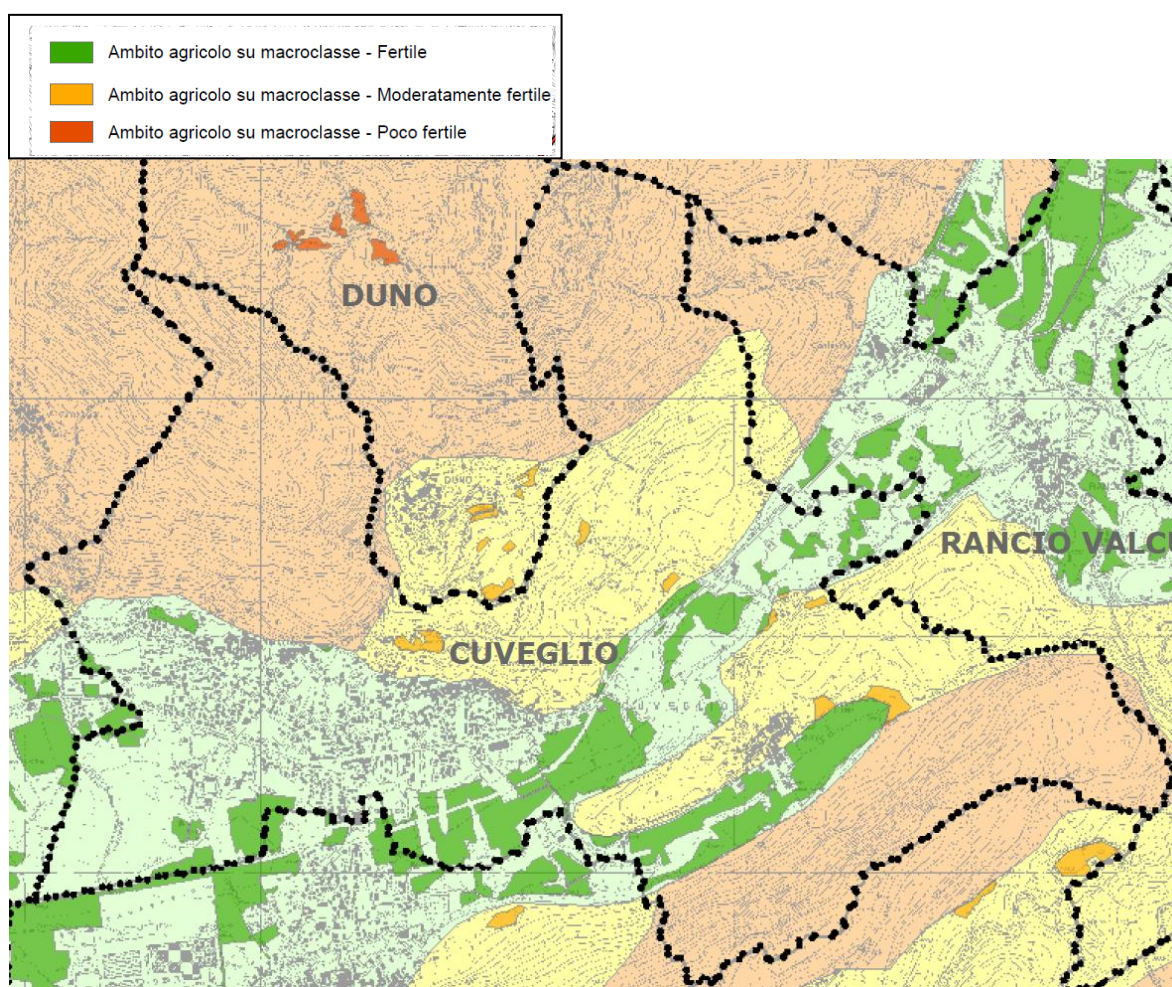 Ambito agricolo su macroclasse - Fertile
Ambito agricolo su macroclasse - Moderatamente fertile
Ambito agricolo su macroclasse - Poco fertile
DUNO
DUNO
RANCIO VALCU
CUVEGLIO